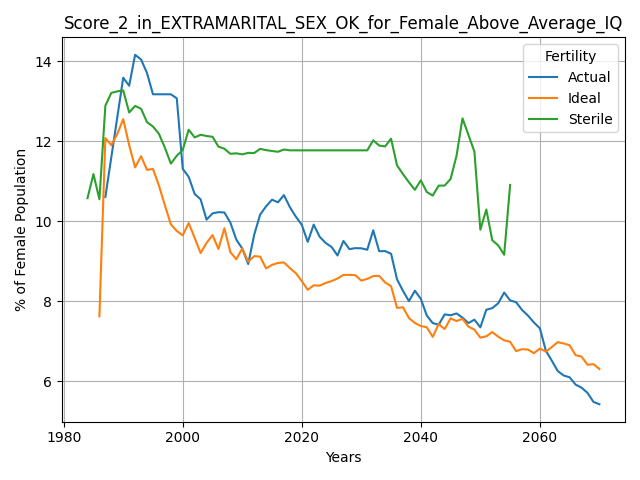 Score_2_in_EXTRAMARITAL_SEX_OK_for_Female_Above_Average_IQ
Fertility
Actual
Ideal
Sterile
% of Female Population
14
12
10
8
6
1980 2000 2020 2040 2060
Years